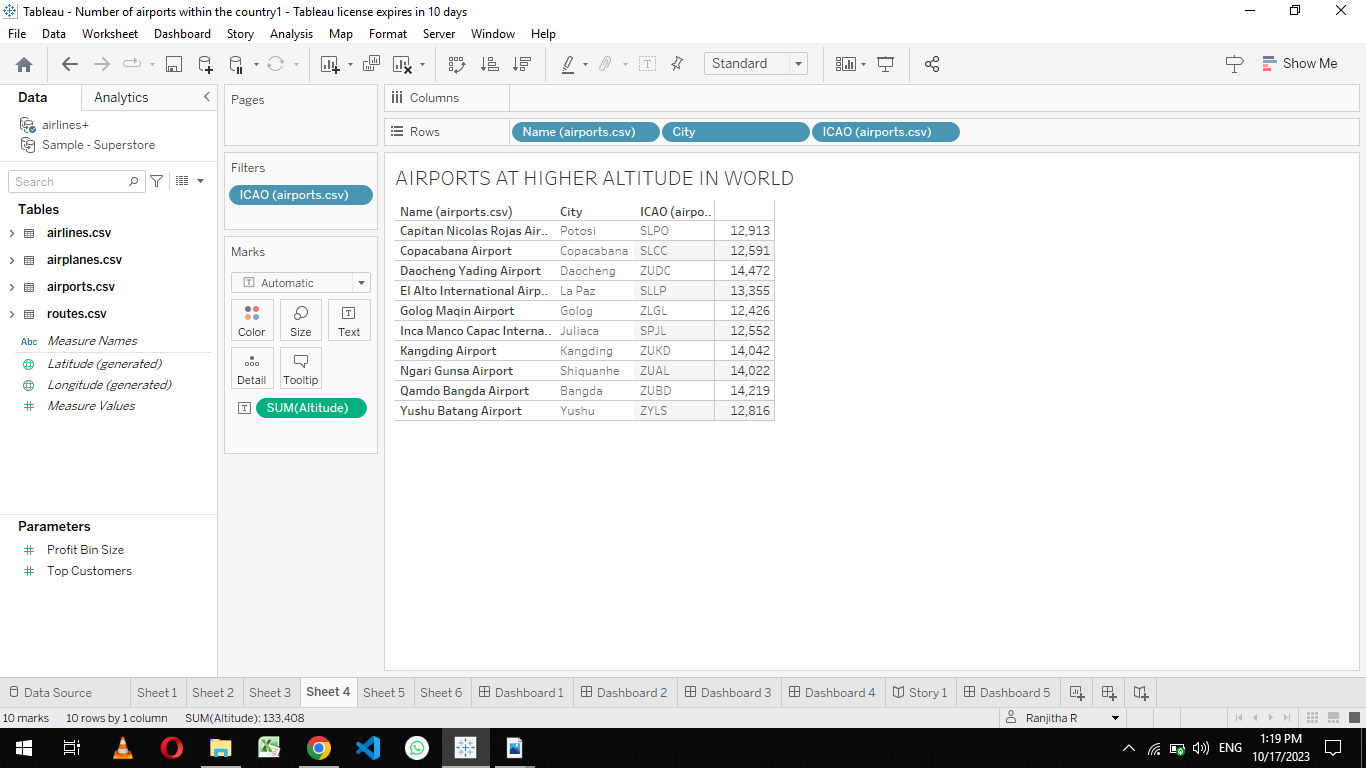 Tableau - Number of airports within the country1 - Tableau license expires in 10 days
File Data Worksheet Dashboard Story Analysis Map Format Server Window Help
Standard
Show Me
Data Analytics
airlines+
Sample - Superstore
Search
Tables
airlines.csv
airplanes.csv
airports.csv
routes.csv
Abc Measure Names
Latitude (generated)
Longitude (generated)
Measure Values
Parameters
Profit Bin Size
Top Customers
Pages
Filters
ICAO (airports.csv)
Marks
Automatic
Color Size Text
Detail Tooltip
SUM(Altitude)
Columns
Rows Name (airports.csv) City ICAO (airports.csv)
AIRPORTS AT HIGHER ALTITUDE IN WORLD
Name (airports.csv) City ICAO (airpo..
Capitan Nicolas Rojas Air.. Potosi SLPO 12,913
Copacabana Airport Copacabana SLCC 12,591
Daocheng Yading Airport Daocheng ZUDC 14,472
El Alto International Airp.. La Paz SLLP 13,355
Golog Maqin Airport Golog ZLGL 12,426
Inca Manco Capac Interna.. Juliaca SPJL 12,552
Kangding Airport Kangding ZUKD 14,042
Ngari Gunsa Airport Shiquanhe ZUAL 14,022
Qamdo Bangda Airport Bangda ZUBD 14,219
Yushu Batang Airport Yushu ZYLS 12,816
Data Source Sheet 1 Sheet 2 Sheet 3 Sheet 4 Sheet 5 Sheet 6 Dashboard 1 Dashboard 2 Dashboard 3 Dashboard 4 Story 1 Dashboard 5
10 marks 10 rows by 1 column SUM(Altitude): 133,408 Ranjitha R
ENG
1:19 PM
10/17/2023